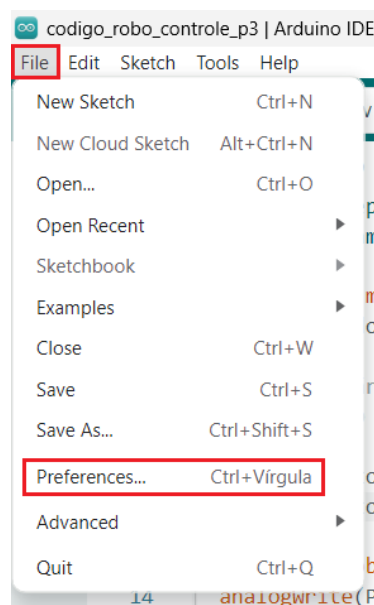 codigo_robo_controle_p3 | Arduino IDE
File Edit Sketch Tools Help
New Sketch Ctrl+N
New Cloud Sketch Alt+Ctrl+N
Open... Ctrl+O
Open Recent
Sketchbook
Examples
Close Ctrl+W
Save Ctrl+S
Save As... Ctrl+Shift+S
Preferences... Ctrl+Vírgula
Advanced
Quit Ctrl+Q
14 analogWrite(P